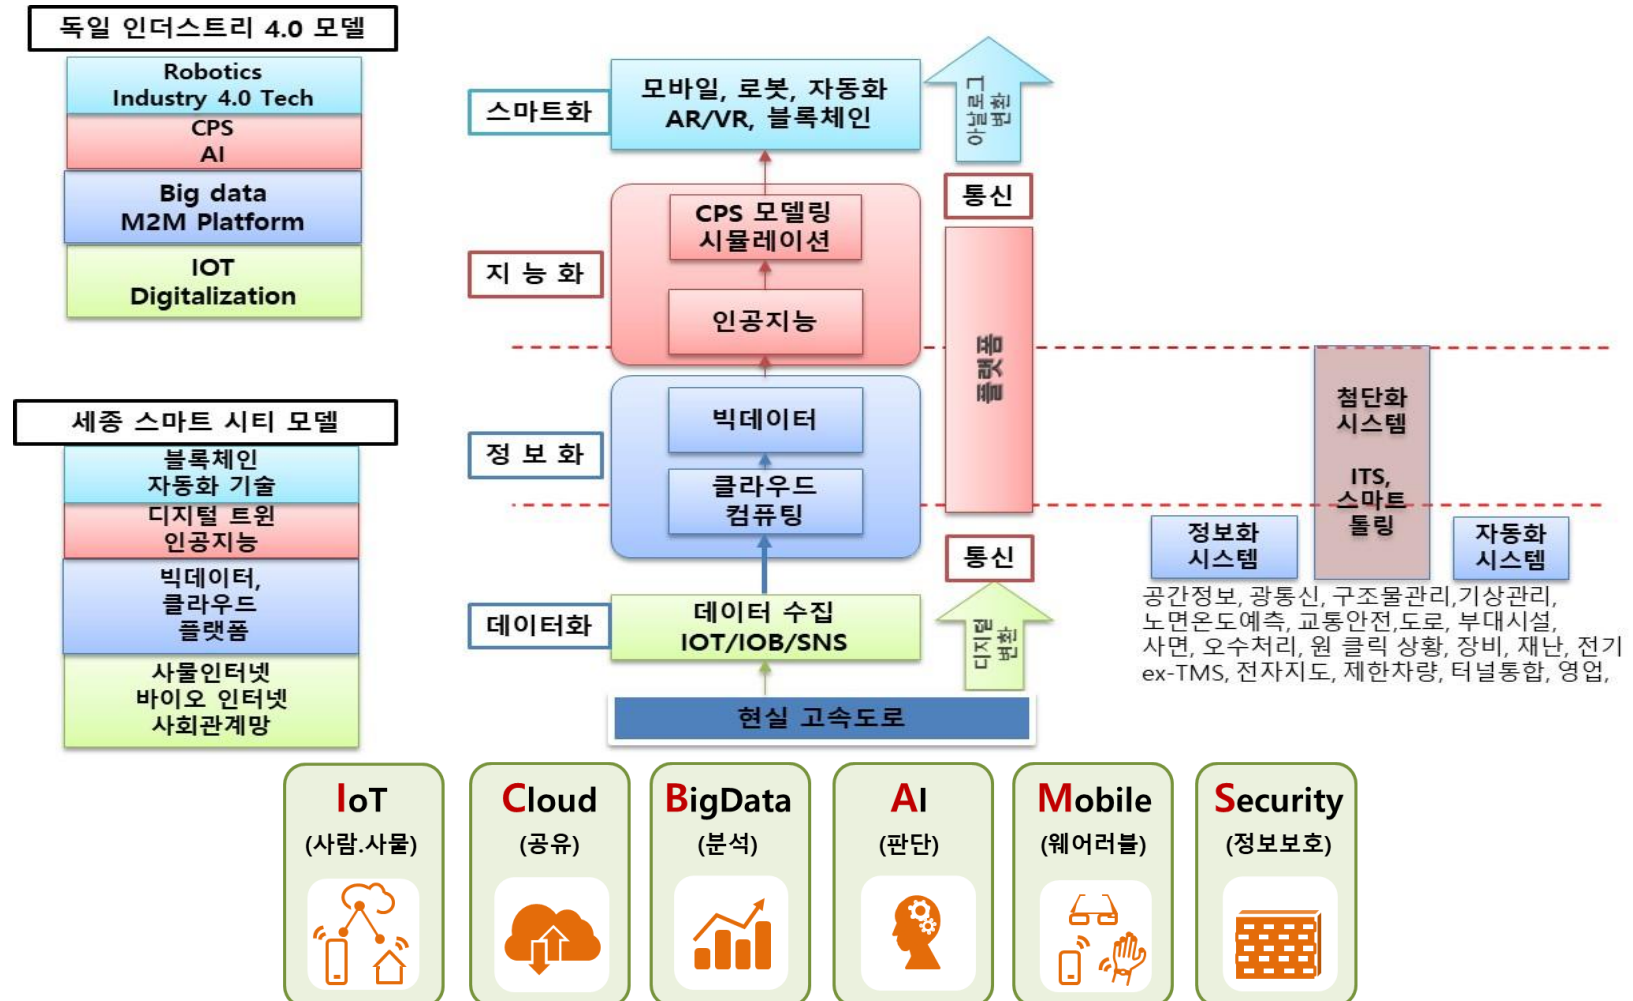 독일 인더스트리 4.0 모델
Robotics
Industry 4.0 Tech
CPS
AI
Big data
M2M Platform
IOT
Digitalization
세종 스마트 시티 모델
블록체인
자동화 기술
디지털 트윈
인공지능
빅데이터,
클라우드
플랫폼
사물인터넷
바이오 인터넷
사회관계망
스마트화
모바일, 로봇, 자동화
AR/VR, 블록체인
아날로그
변환
통신
지 능 화
CPS 모델링
시뮬레이션
인공지능
플랫폼
정 보 화
빅데이터
클라우드
컴퓨팅
통신
데이터화
데이터 수집
IOT/IOB/SNS
디지털
변환
현실 고속도로
첨단화
시스템
ITS,
스마트
톨링
정보화
시스템
자동화
시스템
공간정보, 광통신, 구조물관리,기상관리,
노면온도예측, 교통안전,도로, 부대시설,
사면, 오수처리, 원 클릭 상황, 장비, 재난, 전기
ex-TMS, 전자지도, 제한차량, 터널통합, 영업,
IoT
(사람.사물)
Cloud
(공유)
BigData
(분석)
AI
(판단)
Mobile
(웨어러블)
Security
(정보보호)